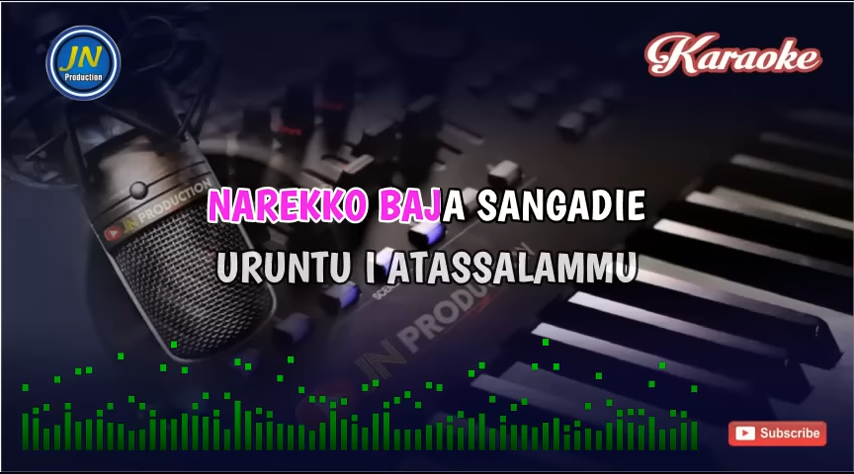 JN
Production
Karaoke
JN PRODUCTION
NAREKKO BAJA SANGADIE
URUNTU I ATASSALAMMU
JN PRODUCTION
Subscribe